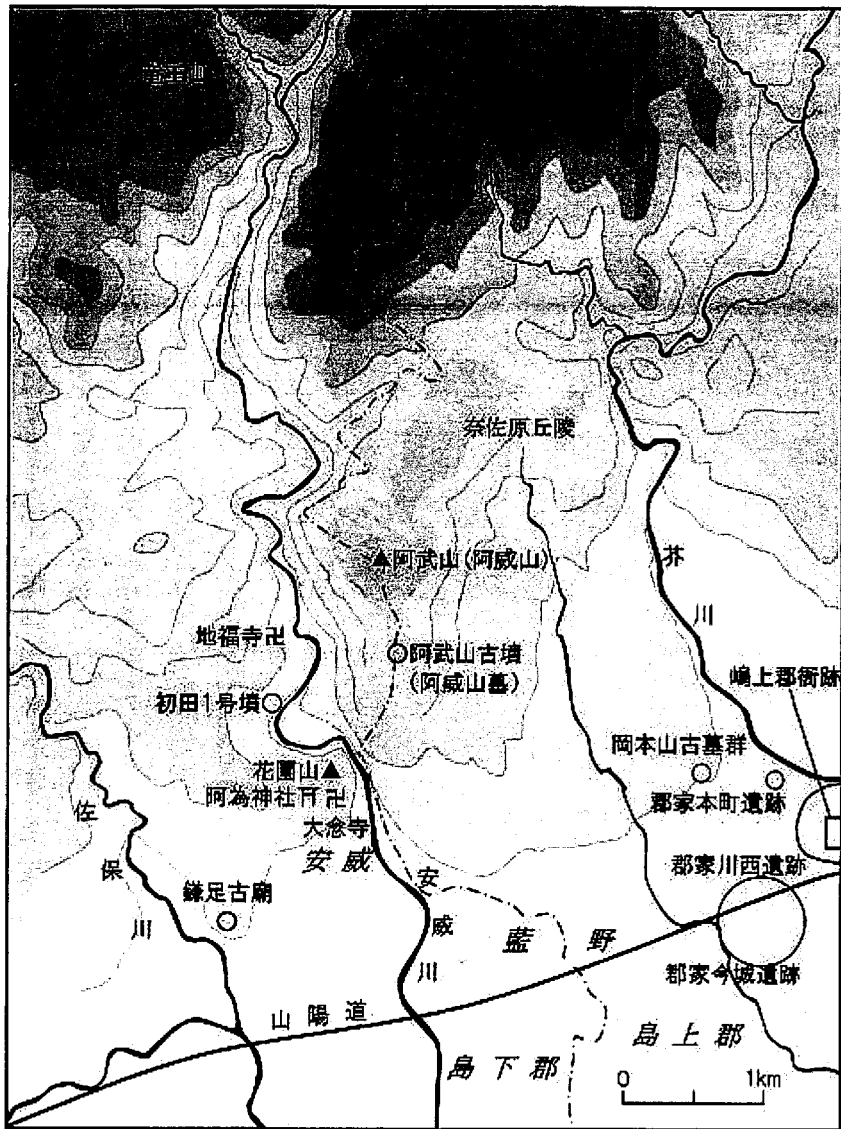 竜王山
奈佐原丘陵
▲阿武山(阿威山)
芥川
地福寺卍
阿武山古墳
(阿威山墓)
嶋上郡衙跡
初田1号墳
岡本山古墓群
花園山▲
阿為神社⛩卍
大念寺
郡家本町遺跡
安威
佐保川
鎌足古廟
安威川
郡家川西遺跡
藍野
郡家今城遺跡
山陽道
島上郡
島下郡
0 1km